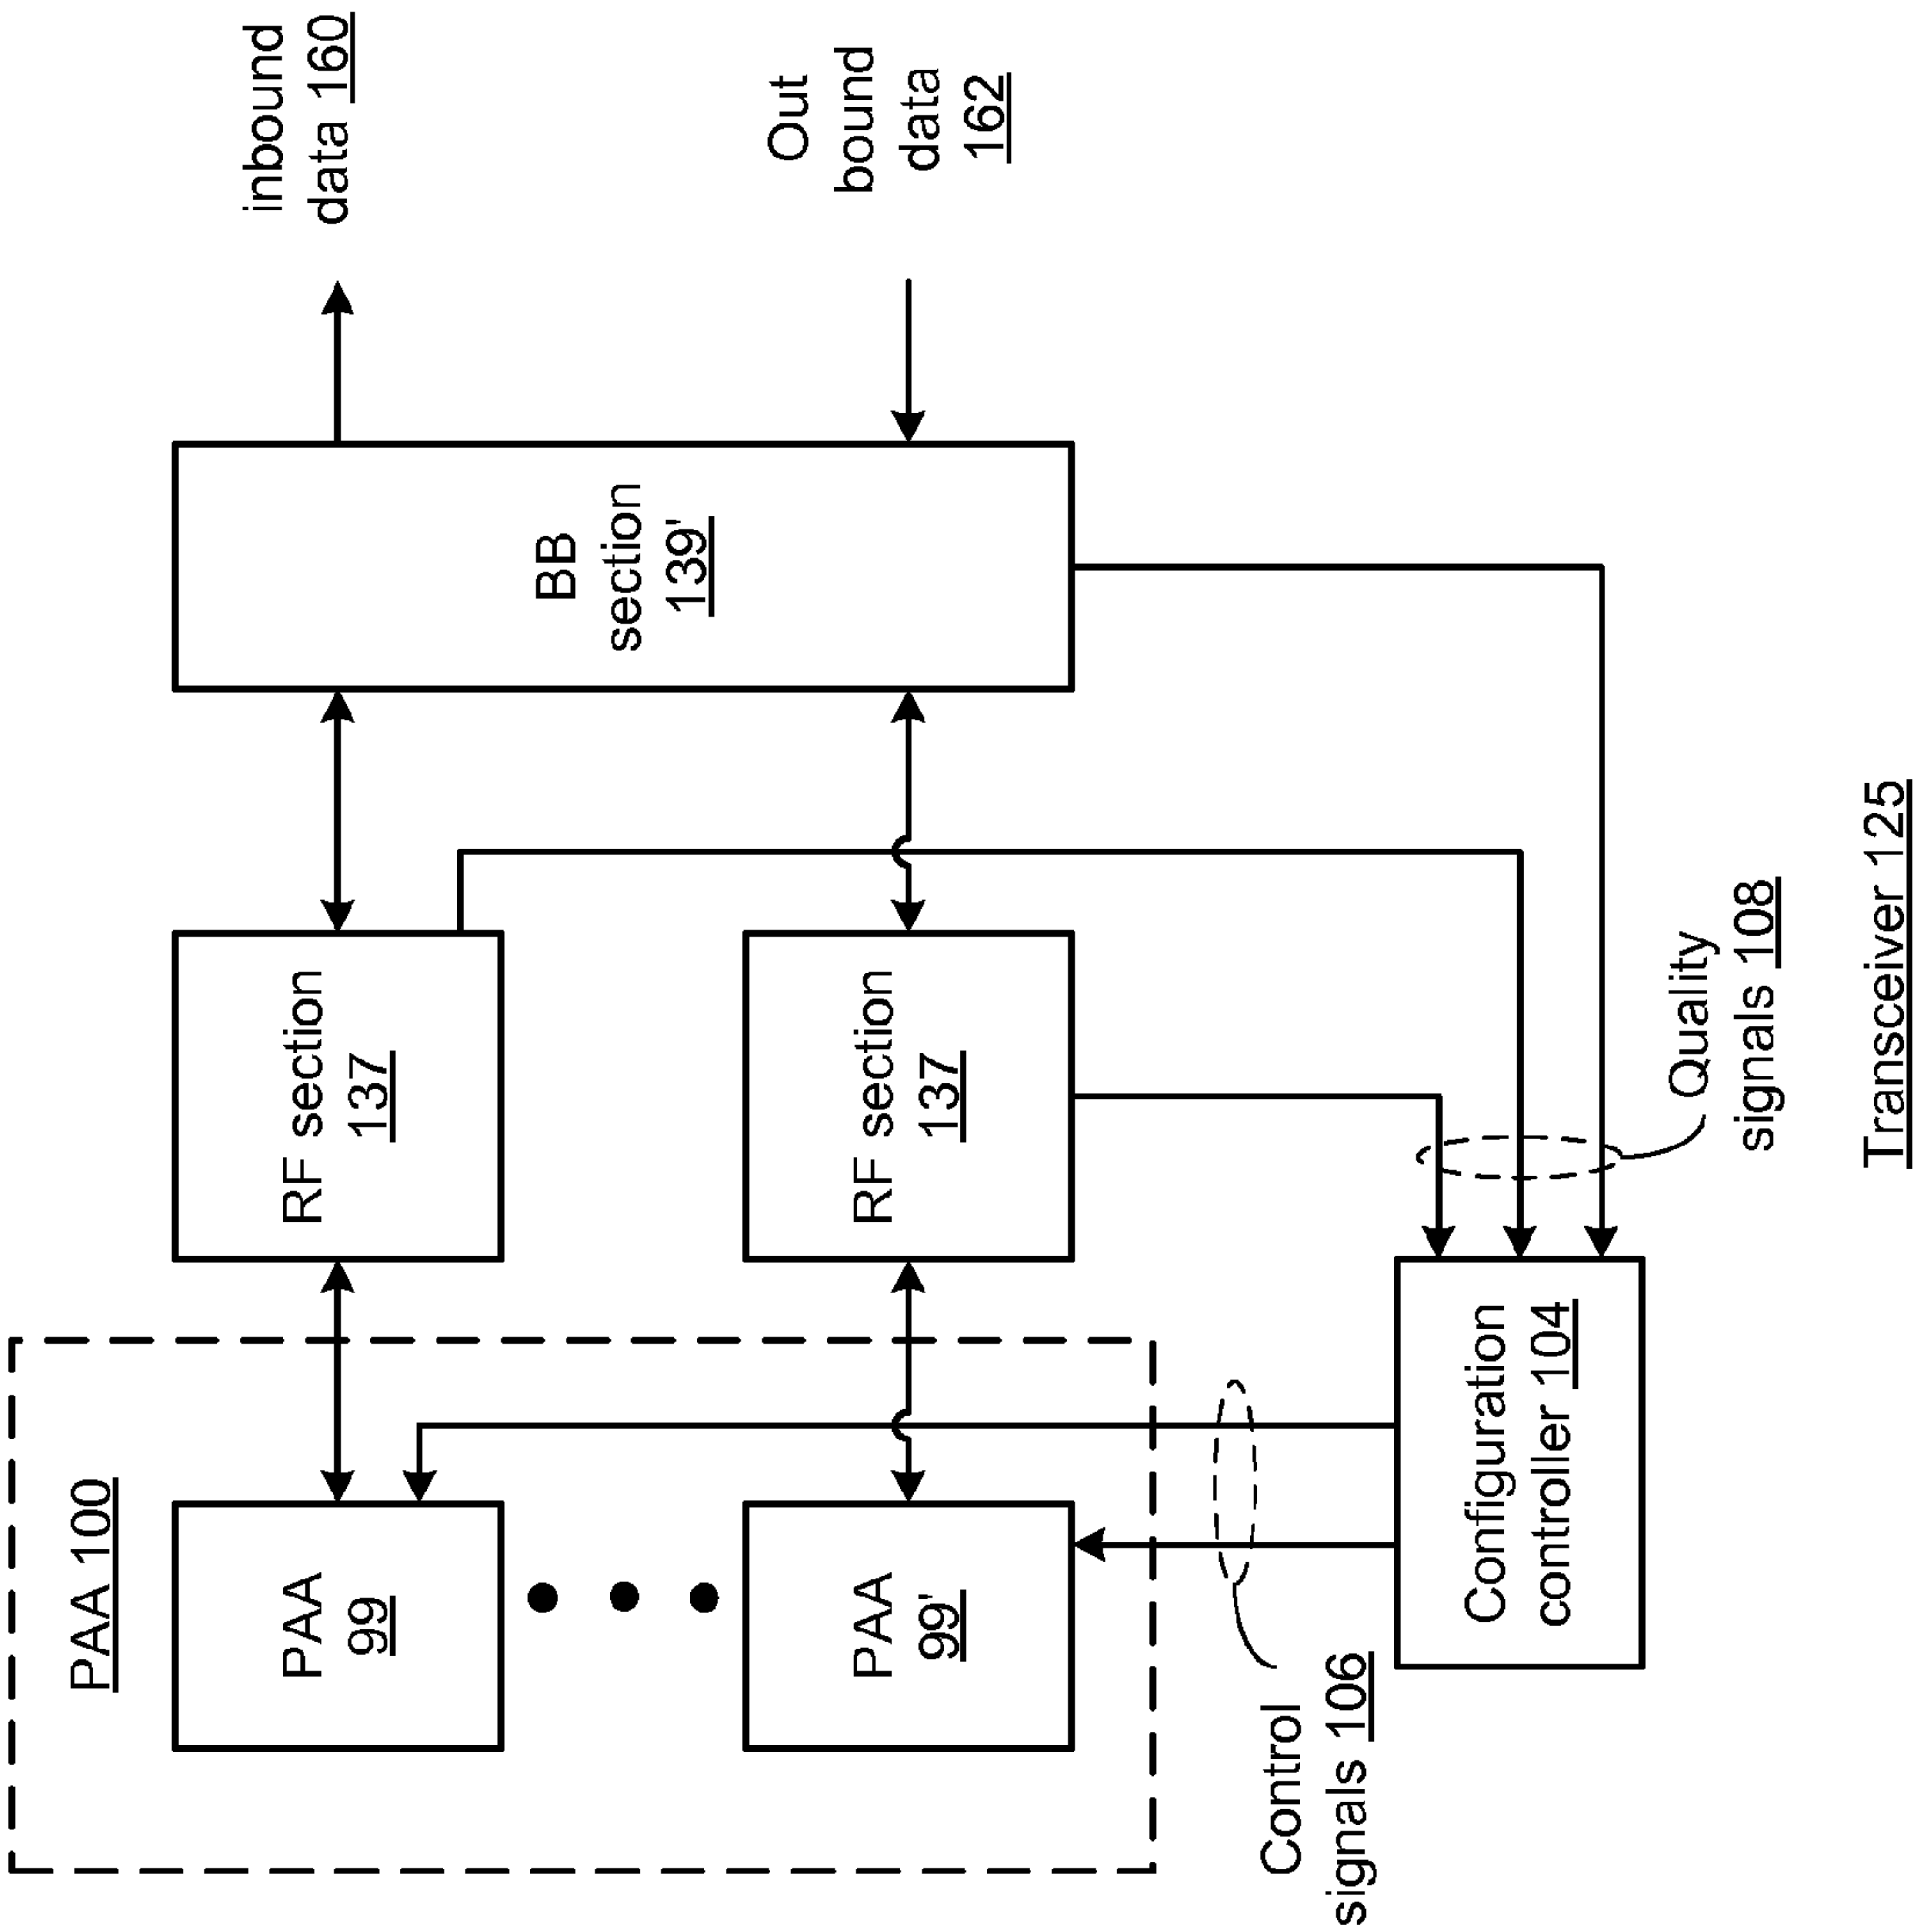 PAA 100
PAA
99
RF section
137
BB
section
139'
inbound
data 160
PAA
99'
RF section
137
Out
bound
data
162
Control
signals 106
Configuration
controller 104
Quality
signals 108
Transceiver 125